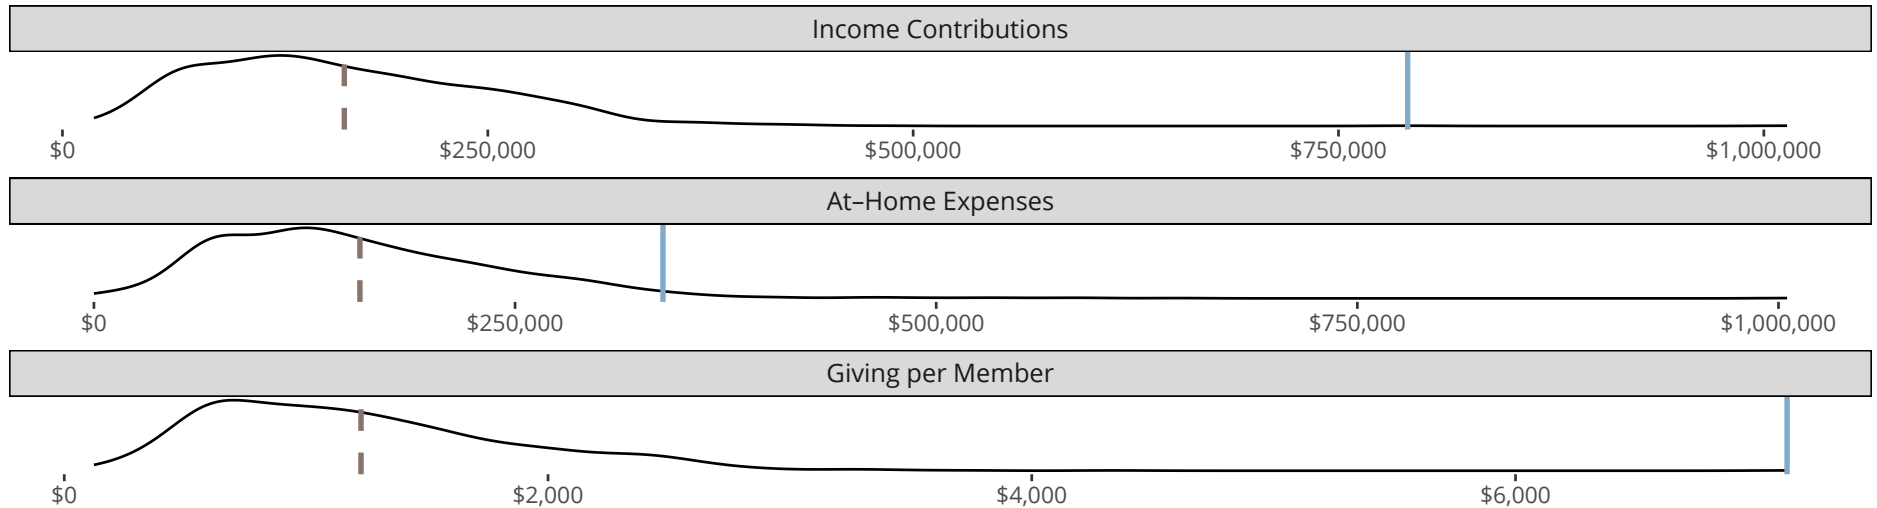 Income Contributions
$0 $250,000 $500,000 $750,000 $1,000,000
At–Home Expenses
$0 $250,000 $500,000 $750,000 $1,000,000
Giving per Member
$0 $2,000 $4,000 $6,000